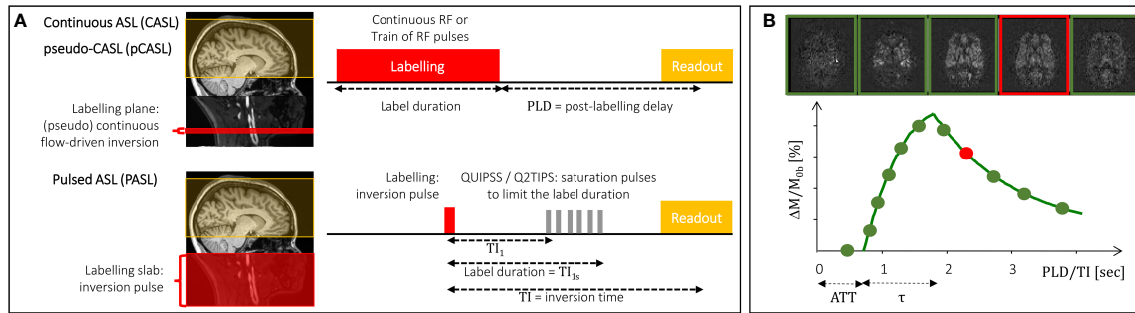 A
Continuous ASL (CASL)
pseudo-CASL (pCASL)
Labelling plane:
(pseudo) continuous
flow-driven inversion
Continuous RF or
Train of RF pulses
Labelling
Readout
Label duration
PLD = post-labelling delay
Pulsed ASL (PASL)
Labelling slab:
inversion pulse
Labelling:
inversion pulse
QUIPSS / Q2TIPS: saturation pulses
to limit the label duration
Readout
TI₁
Label duration = TI₁ₛ
TI = inversion time
B
ΔM/M₀b [%]
0 1 2 3 PLD/TI [sec]
ATT τ